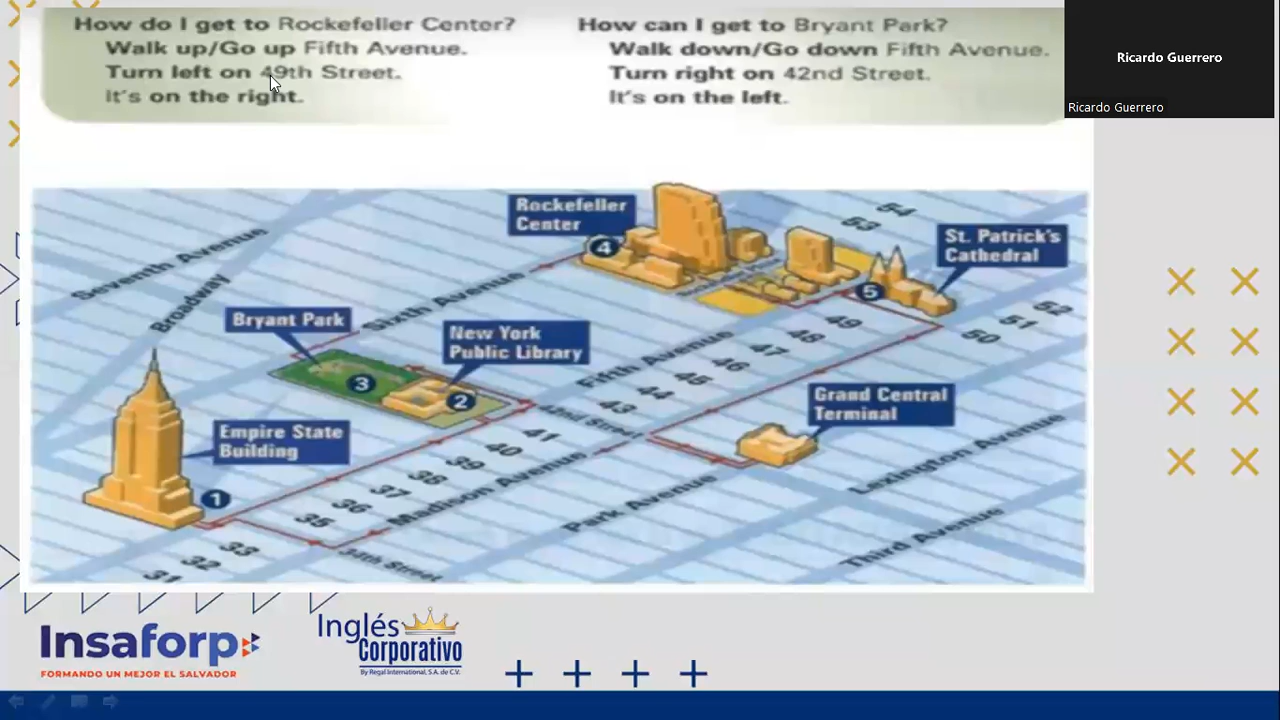 How do I get to Rockefeller Center?
Walk up/Go up Fifth Avenue.
Turn left on 49th Street.
It's on the right.
How can I get to Bryant Park?
Walk down/Go down Fifth Avenue.
Turn right on 42nd Street.
It's on the left.
Ricardo Guerrero
Ricardo Guerrero
Rockefeller
Center
4
53
54
St. Patrick's
Cathedral
5
Seventh Avenue
Broadway
Sixth Avenue
Bryant Park
New York
Public Library
3
2
Fifth Avenue
43
44
45
46
47
48
49
50
51
52
Empire State
Building
1
42nd Street
Grand Central
Terminal
35
36
37
38
39
40
41
Madison Avenue
Park Avenue
Lexington Avenue
Third Avenue
34th Street
31
32
33
Insaforp
FORMANDO UN MEJOR EL SALVADOR
Inglés
Corporativo
By Regal International, S.A. de C.V.